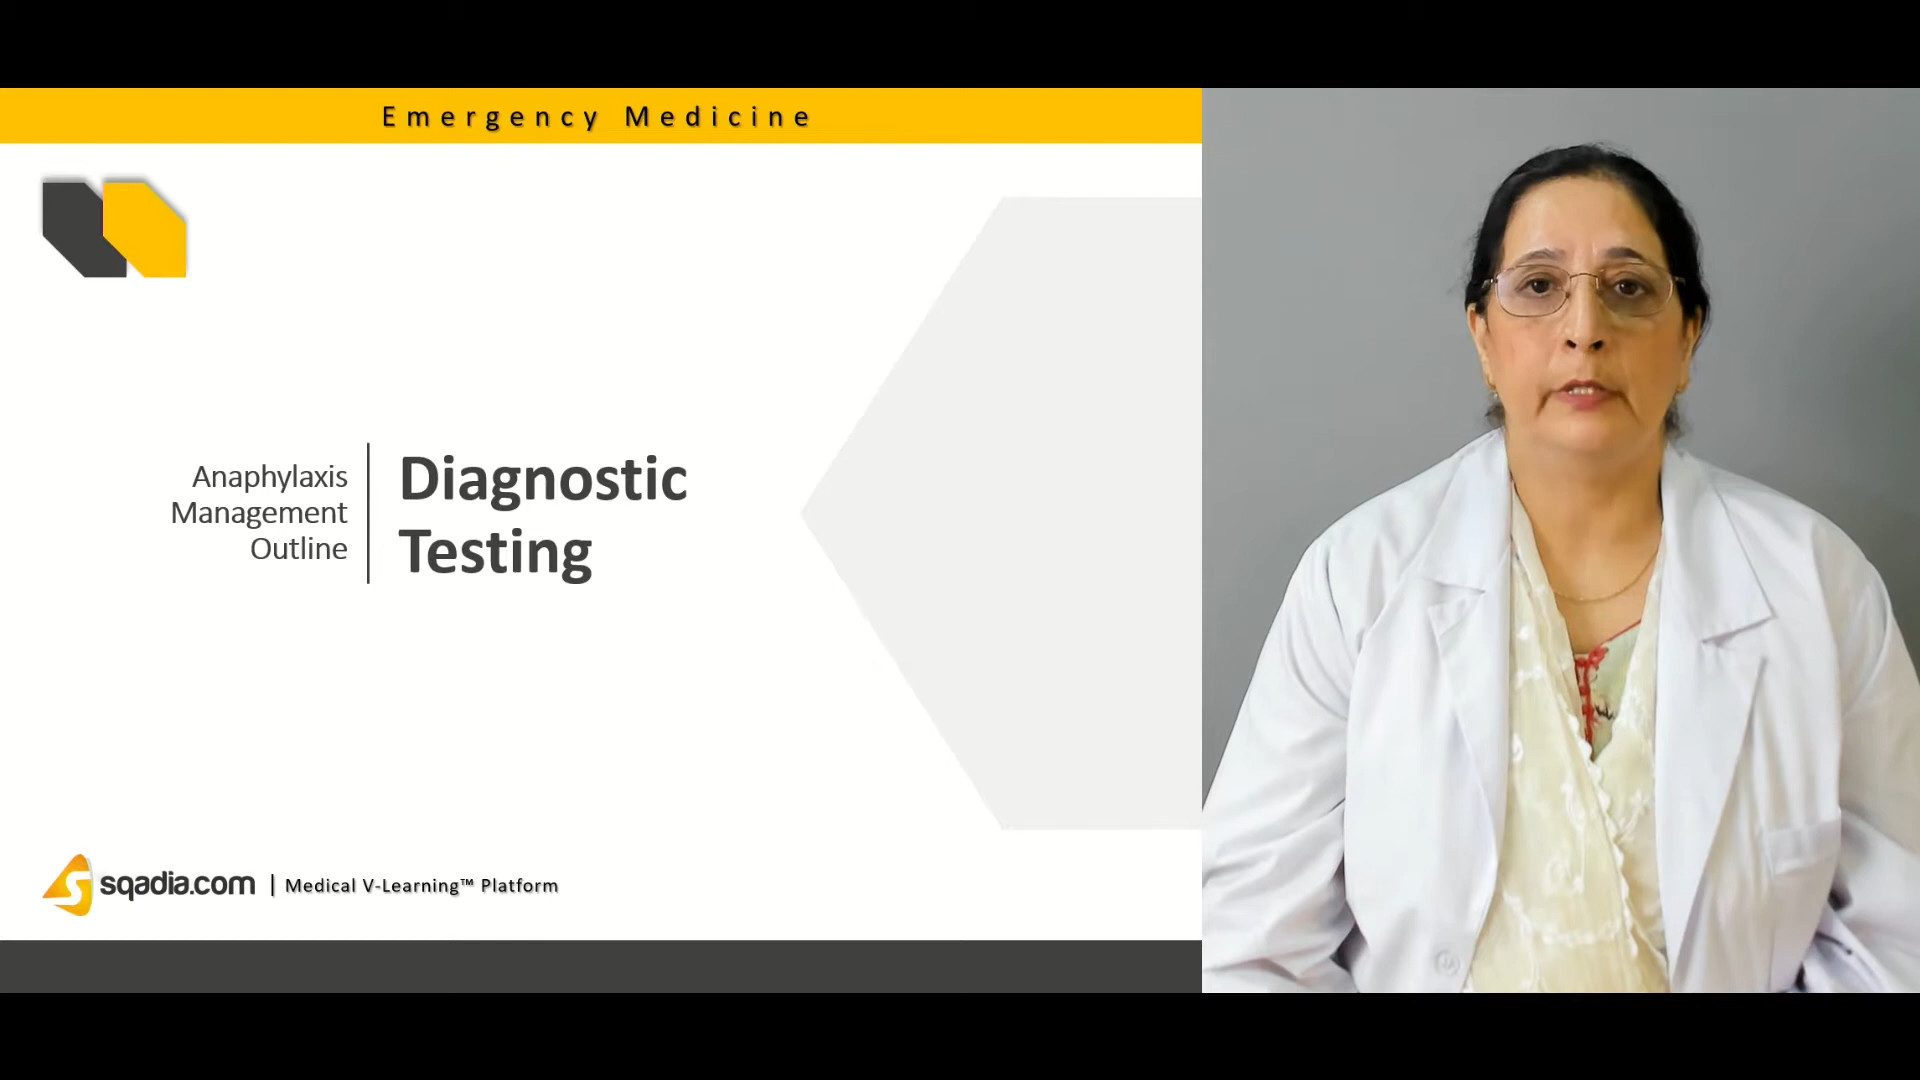 Emergency Medicine
Anaphylaxis
Management
Outline
Diagnostic
Testing
sqadia.com | Medical V-Learning™ Platform